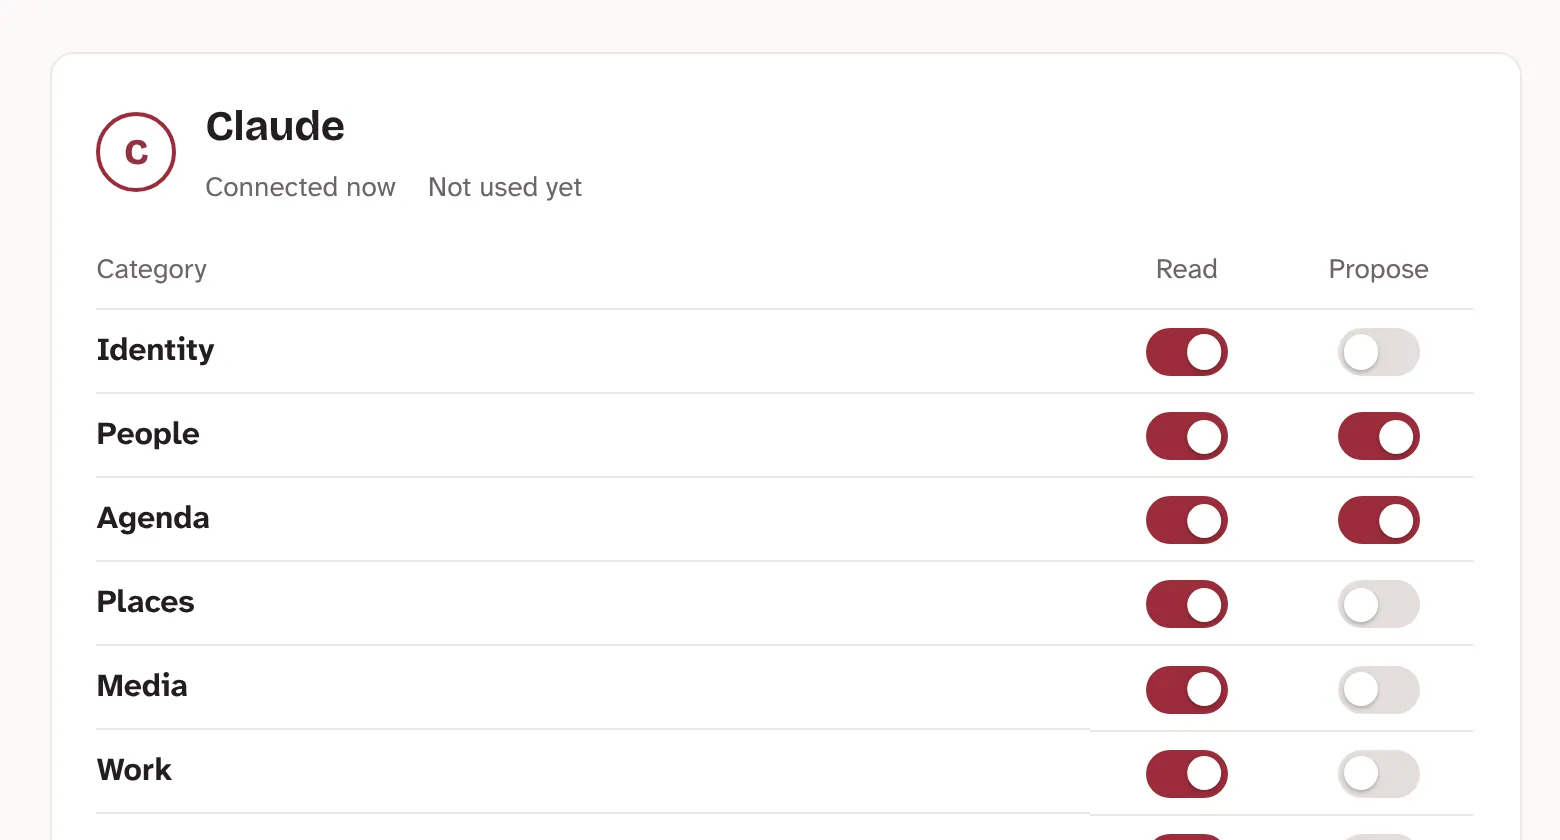 C
Claude
Connected now Not used yet
Category Read Propose
Identity
People
Agenda
Places
Media
Work